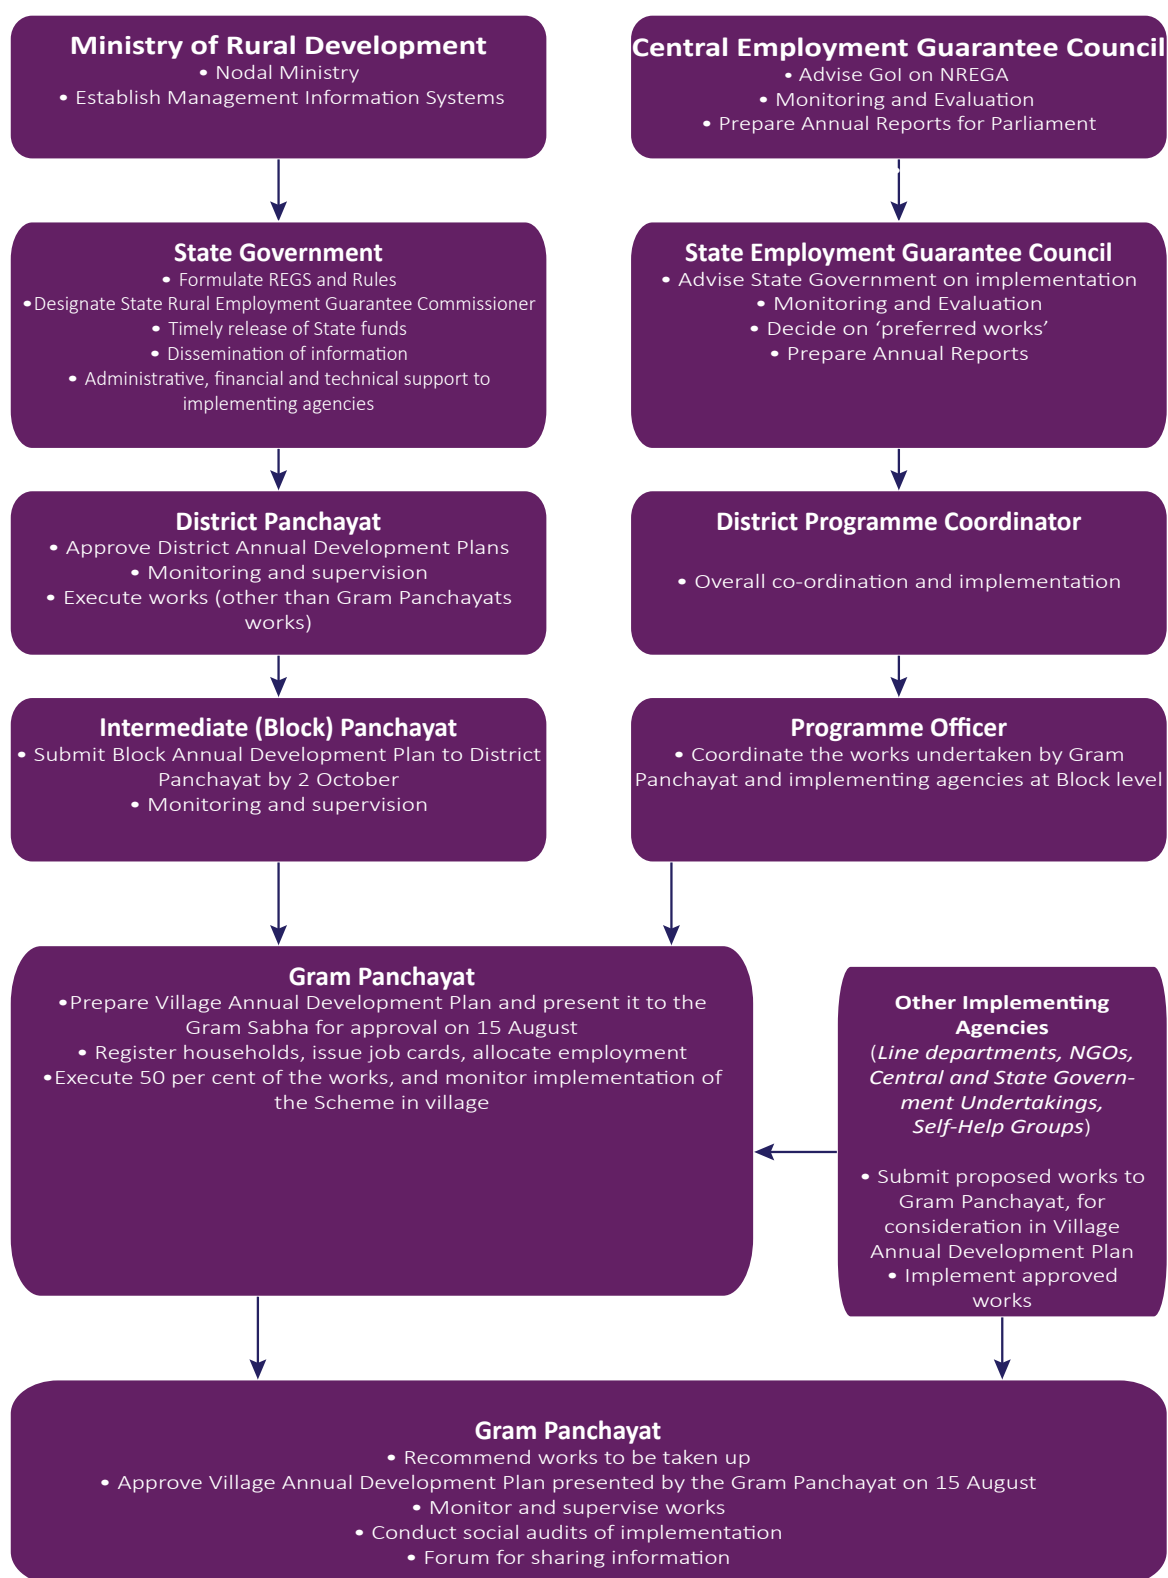 Ministry of Rural Development
• Nodal Ministry
• Establish Management Information Systems
Central Employment Guarantee Council
• Advise GoI on NREGA
• Monitoring and Evaluation
• Prepare Annual Reports for Parliament
State Government
• Formulate REGS and Rules
•Designate State Rural Employment Guarantee Commissioner
• Timely release of State funds
• Dissemination of information
• Administrative, financial and technical support to
implementing agencies
State Employment Guarantee Council
• Advise State Government on implementation
• Monitoring and Evaluation
• Decide on ‘preferred works’
• Prepare Annual Reports
District Panchayat
• Approve District Annual Development Plans
• Monitoring and supervision
• Execute works (other than Gram Panchayats
works)
District Programme Coordinator
• Overall co-ordination and implementation
Intermediate (Block) Panchayat
• Submit Block Annual Development Plan to District
Panchayat by 2 October
• Monitoring and supervision
Programme Officer
• Coordinate the works undertaken by Gram
Panchayat and implementing agencies at Block level
Gram Panchayat
•Prepare Village Annual Development Plan and present it to the
Gram Sabha for approval on 15 August
• Register households, issue job cards, allocate employment
•Execute 50 per cent of the works, and monitor implementation of
the Scheme in village
Other Implementing
Agencies
(Line departments, NGOs,
Central and State Govern-
ment Undertakings,
Self-Help Groups)
• Submit proposed works to
Gram Panchayat, for
consideration in Village
Annual Development Plan
• Implement approved
works
Gram Panchayat
• Recommend works to be taken up
• Approve Village Annual Development Plan presented by the Gram Panchayat on 15 August
• Monitor and supervise works
• Conduct social audits of implementation
• Forum for sharing information